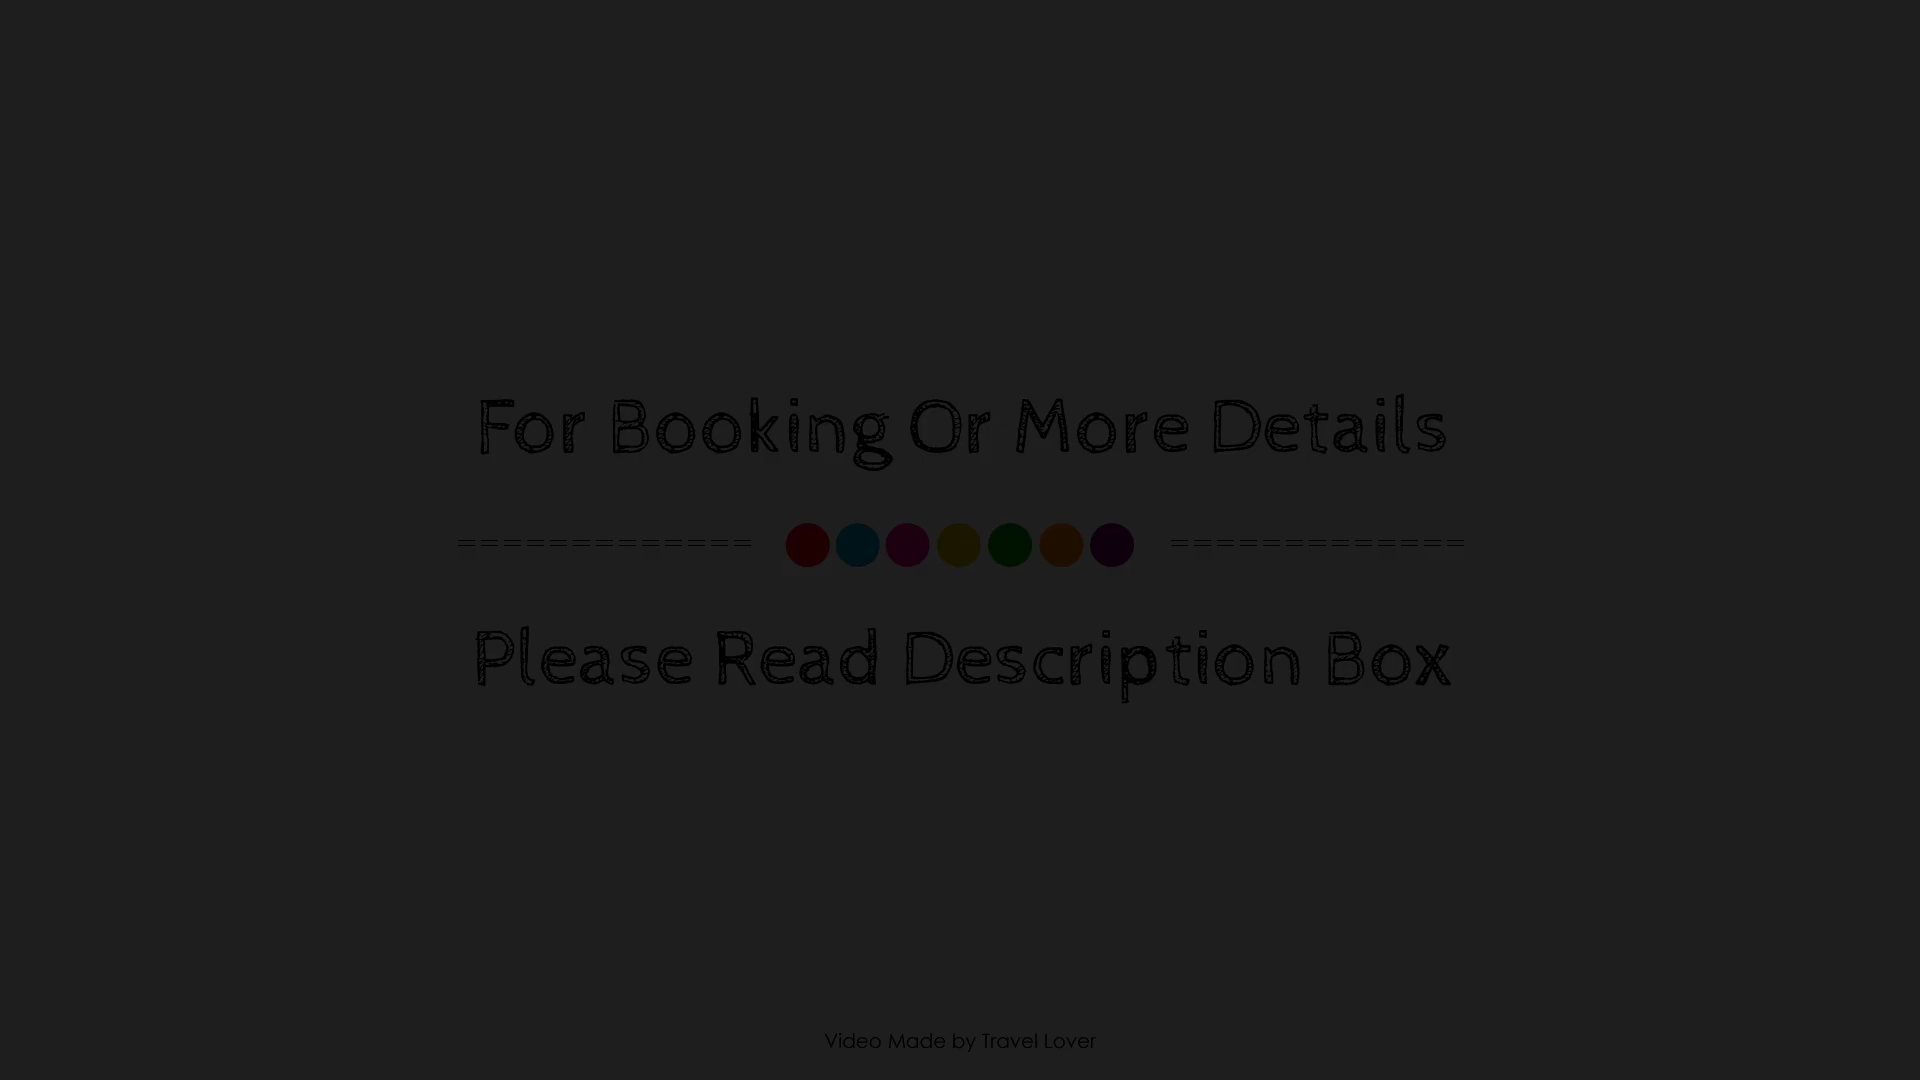 For Booking Or More Details
============= =============
Please Read Description Box
Video Made by Travel Lover